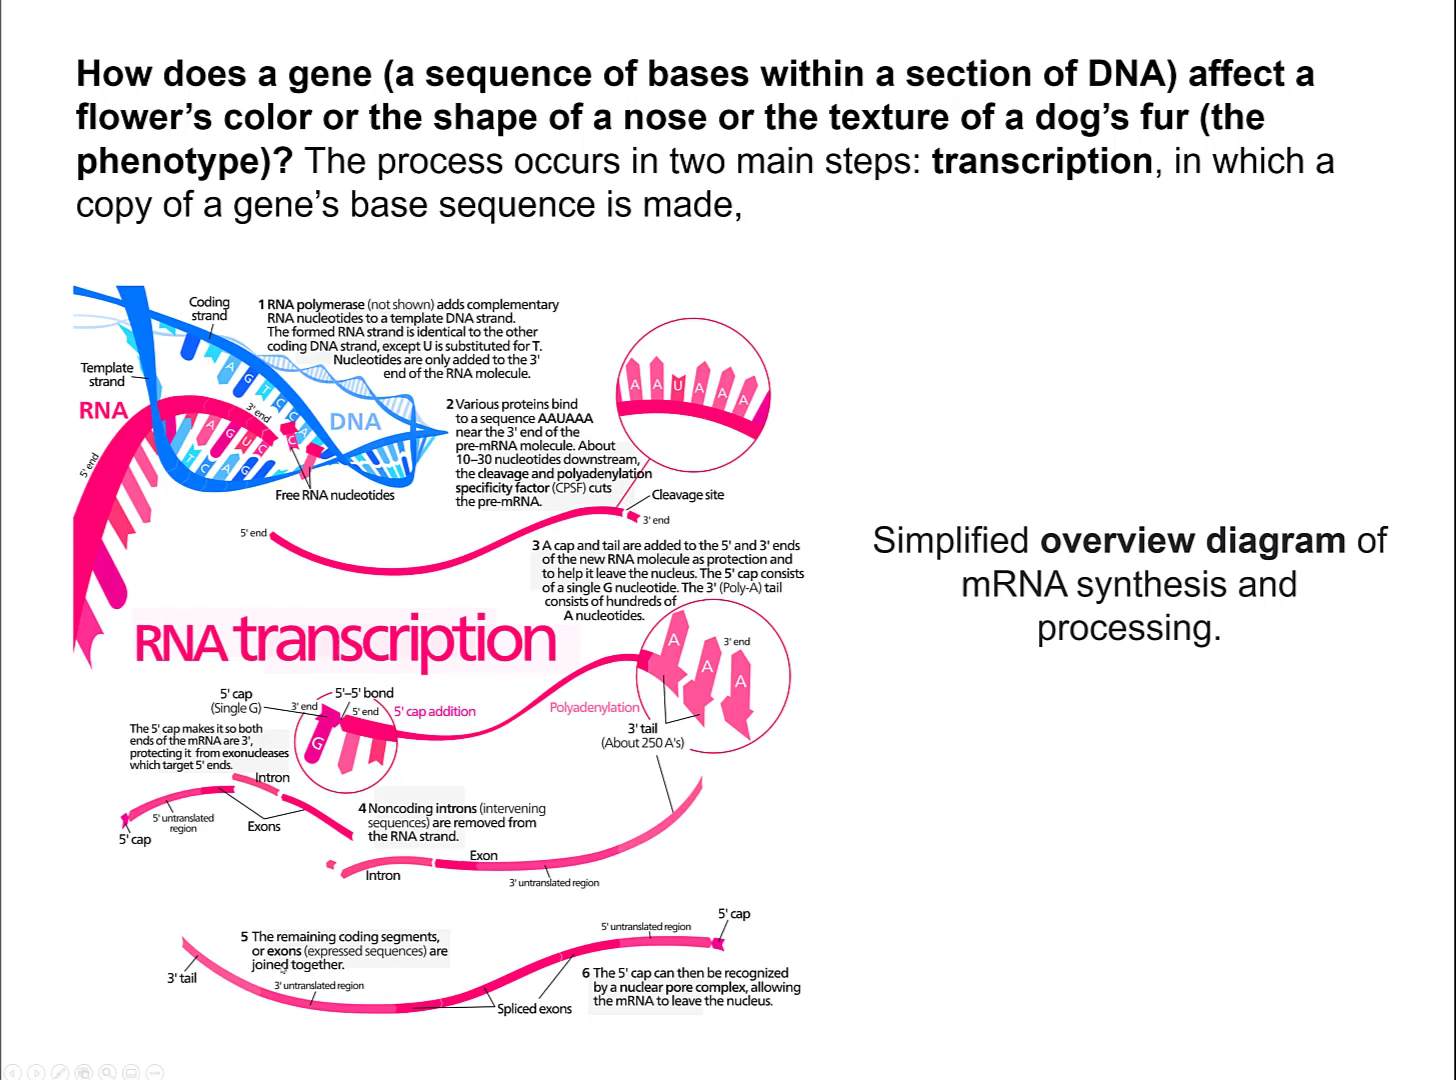 How does a gene (a sequence of bases within a section of DNA) affect a
flower’s color or the shape of a nose or the texture of a dog’s fur (the
phenotype)? The process occurs in two main steps: transcription, in which a
copy of a gene’s base sequence is made,
Coding
strand
1 RNA polymerase (not shown) adds complementary
RNA nucleotides to a template DNA strand.
The formed RNA strand is identical to the other
coding DNA strand, except U is substituted for T.
Nucleotides are only added to the 3'
end of the RNA molecule.
Template
strand
RNA
DNA
5' end
3' end
A
G
T
C
C
A
A
G
U
C
C
T
C
A
G
Free RNA nucleotides
2 Various proteins bind
to a sequence AAUAAA
near the 3' end of the
pre-mRNA molecule. About
10–30 nucleotides downstream,
the cleavage and polyadenylation
specificity factor (CPSF) cuts
the pre-mRNA.
A A U A A A
Cleavage site
3' end
5' end
3 A cap and tail are added to the 5' and 3' ends
of the new RNA molecule as protection and
to help it leave the nucleus. The 5' cap consists
of a single G nucleotide. The 3' (Poly-A) tail
consists of hundreds of
A nucleotides.
Simplified overview diagram of
mRNA synthesis and
processing.
RNA transcription
A
A
A
3' end
5' cap
(Single G)
3' end
5'–5' bond
5' end
5' cap addition
G
Polyadenylation
3' tail
(About 250 A's)
The 5' cap makes it so both
ends of the mRNA are 3',
protecting it from exonucleases
which target 5' ends.
Intron
5' untranslated
region
Exons
5' cap
4 Noncoding introns (intervening
sequences) are removed from
the RNA strand.
Exon
Intron
3' untranslated region
5 The remaining coding segments,
or exons (expressed sequences) are
joined together.
3' tail
3' untranslated region
Spliced exons
5' untranslated region
5' cap
6 The 5' cap can then be recognized
by a nuclear pore complex, allowing
the mRNA to leave the nucleus.